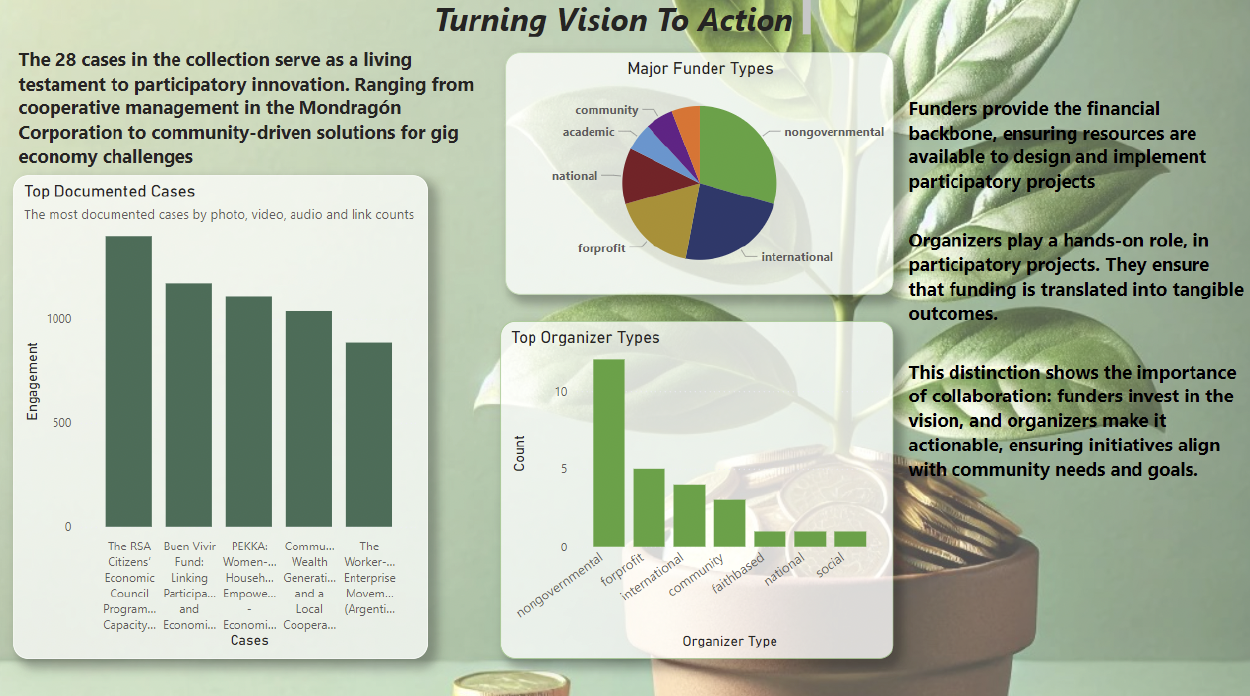 Turning Vision To Action
The 28 cases in the collection serve as a living
testament to participatory innovation. Ranging from
cooperative management in the Mondragón
Corporation to community-driven solutions for gig
economy challenges
Top Documented Cases
The most documented cases by photo, video, audio and link counts
Engagement
1000
500
0
The RSA
Citizens'
Economic
Council
Program...
Capacity...
Buen Vivir
Fund:
Linking
Participa...
and
Economi...
PEKKA:
Women-...
Househ...
Empowe...
-
Economi...
Commu...
Wealth
Generati...
and a
Local
Coopera...
The
Worker-...
Enterprise
Movem...
(Argenti...
Cases
Major Funder Types
community
academic
national
forprofit
nongovernmental
international
Top Organizer Types
Count
10
5
0
nongovernmental
forprofit
international
community
faithbased
national
social
Organizer Type
Funders provide the financial
backbone, ensuring resources are
available to design and implement
participatory projects
Organizers play a hands-on role, in
participatory projects. They ensure
that funding is translated into tangible
outcomes.
This distinction shows the importance
of collaboration: funders invest in the
vision, and organizers make it
actionable, ensuring initiatives align
with community needs and goals.